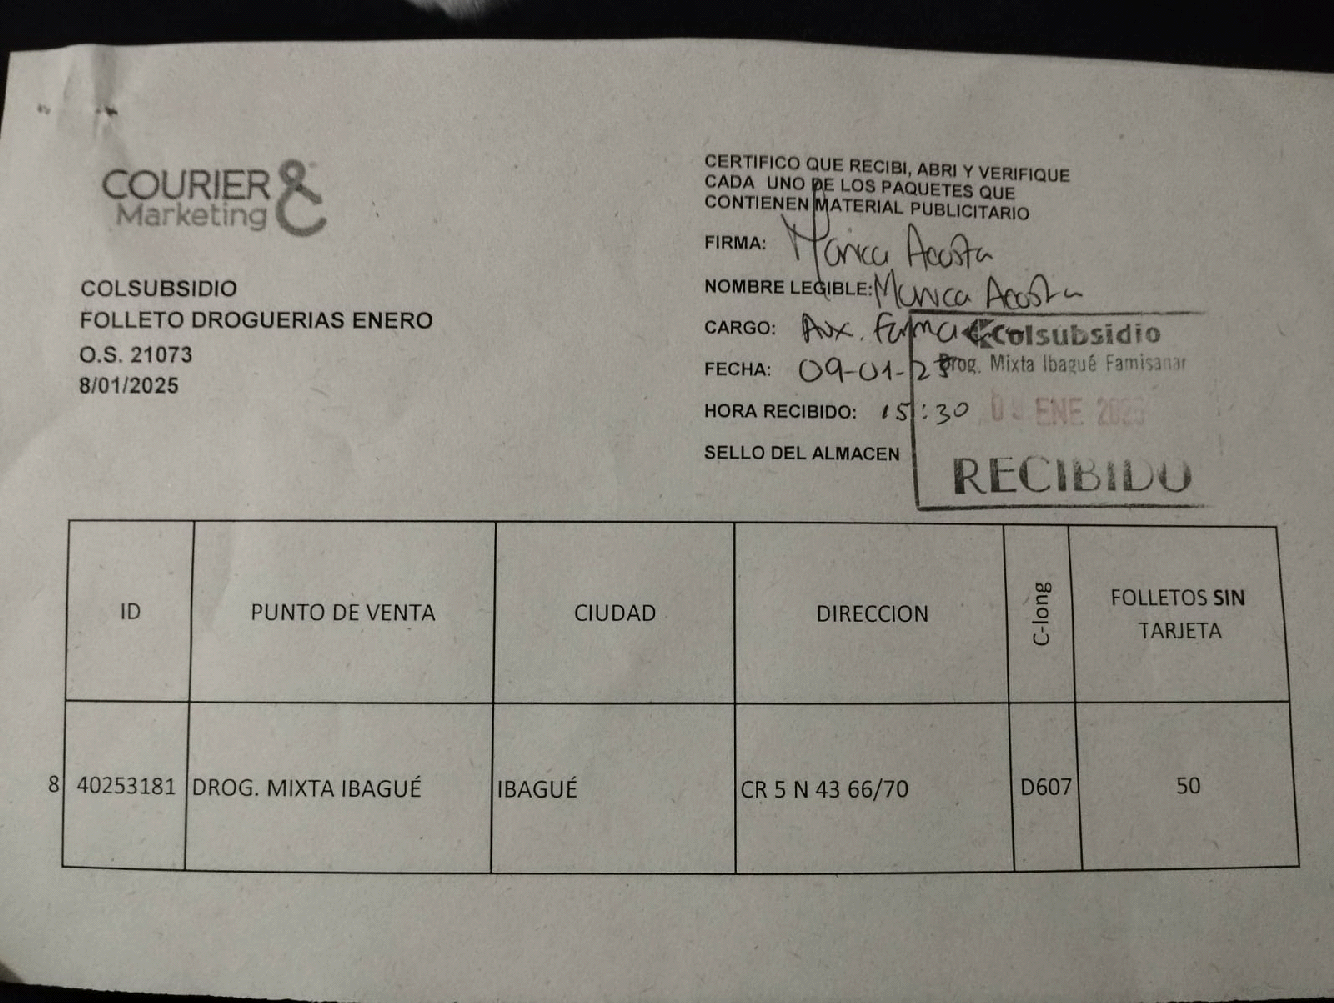 COURIER &
Marketing
COLSUBSIDIO
FOLLETO DROGUERIAS ENERO
O.S. 21073
8/01/2025
CERTIFICO QUE RECIBI, ABRI Y VERIFIQUE
CADA UNO DE LOS PAQUETES QUE
CONTIENEN MATERIAL PUBLICITARIO
FIRMA: Monica Acosta
NOMBRE LEGIBLE: Monica Acosta
CARGO: Aux. Farma
FECHA: 09-01-25
HORA RECIBIDO: 15:30
SELLO DEL ALMACEN
Colsubsidio
Drog. Mixta Ibagué Famisanar
09 ENE 2025
RECIBIDO
ID PUNTO DE VENTA CIUDAD DIRECCION C-long FOLLETOS SIN
TARJETA
8 40253181 DROG. MIXTA IBAGUÉ IBAGUÉ CR 5 N 43 66/70 D607 50